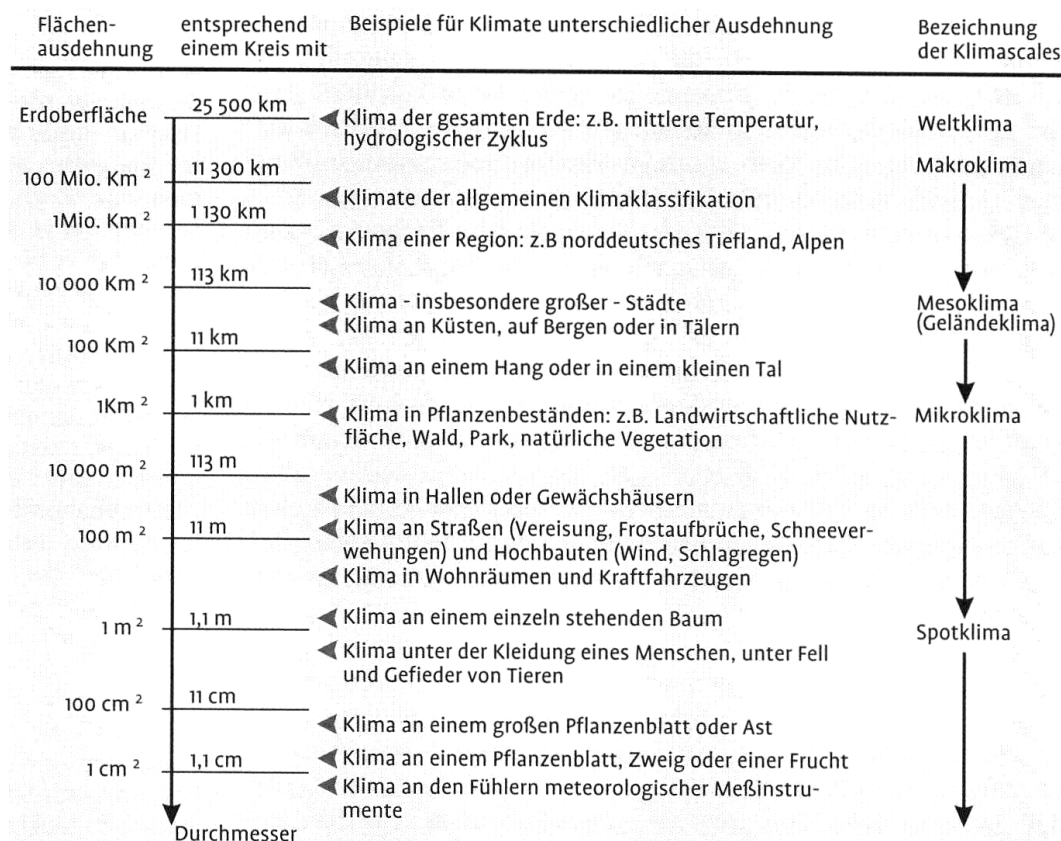 Flächen-
ausdehnung
entsprechend
einem Kreis mit
Beispiele für Klimate unterschiedlicher Ausdehnung
Bezeichnung
der Klimascales
Erdoberfläche
25 500 km
Klima der gesamten Erde: z.B. mittlere Temperatur,
hydrologischer Zyklus
Weltklima
Makroklima
100 Mio. Km²
11 300 km
Klimate der allgemeinen Klimaklassifikation
1Mio. Km²
1 130 km
Klima einer Region: z.B norddeutsches Tiefland, Alpen
10 000 Km²
113 km
Klima - insbesondere großer - Städte
Mesoklima
(Geländeklima)
Klima an Küsten, auf Bergen oder in Tälern
100 Km²
11 km
Klima an einem Hang oder in einem kleinen Tal
1Km²
1 km
Klima in Pflanzenbeständen: z.B. Landwirtschaftliche Nutz-
fläche, Wald, Park, natürliche Vegetation
Mikroklima
10 000 m²
113 m
Klima in Hallen oder Gewächshäusern
100 m²
11 m
Klima an Straßen (Vereisung, Frostaufbrüche, Schneever-
wehungen) und Hochbauten (Wind, Schlagregen)
Klima in Wohnräumen und Kraftfahrzeugen
1 m²
1,1 m
Klima an einem einzeln stehenden Baum
Spotklima
Klima unter der Kleidung eines Menschen, unter Fell
und Gefieder von Tieren
100 cm²
11 cm
Klima an einem großen Pflanzenblatt oder Ast
1 cm²
1,1 cm
Klima an einem Pflanzenblatt, Zweig oder einer Frucht
Klima an den Fühlern meteorologischer Meßinstru-
mente
Durchmesser